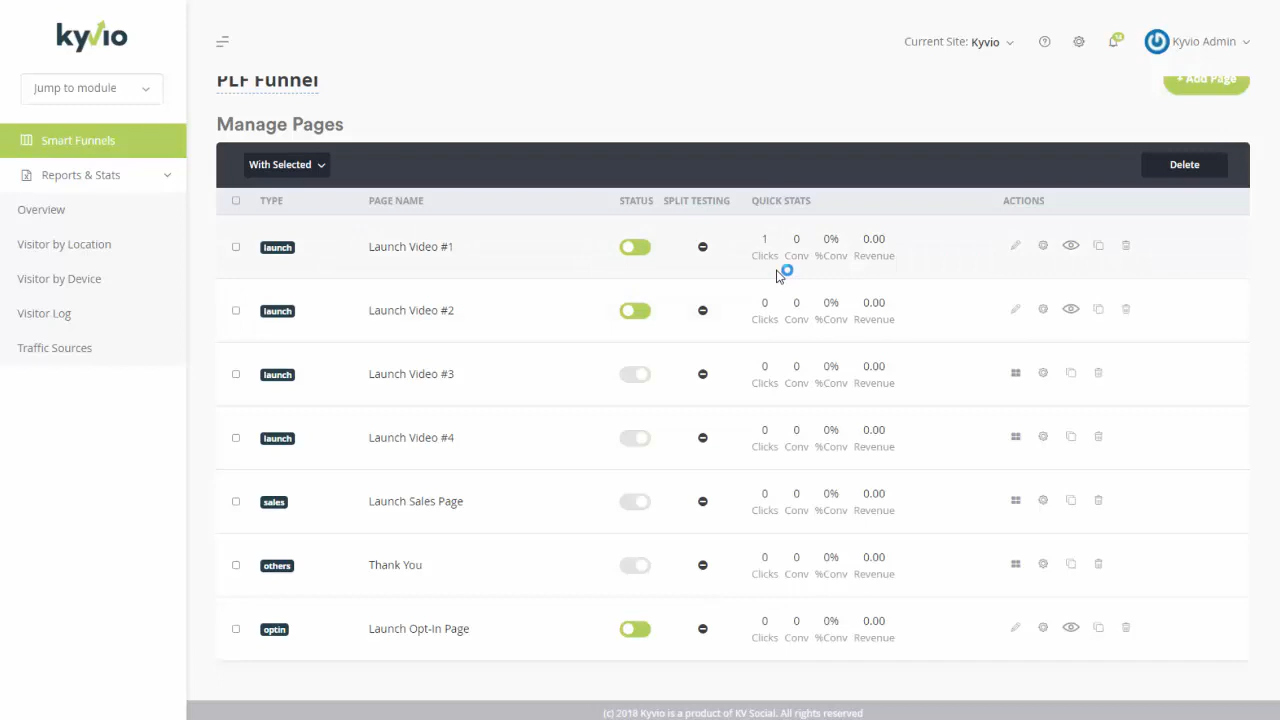 kyvio
Current Site: Kyvio
Kyvio Admin
Jump to module
PLF Funnel
+ Add Page
Smart Funnels
Manage Pages
Reports & Stats
With Selected
Delete
Overview
TYPE PAGE NAME STATUS SPLIT TESTING QUICK STATS ACTIONS
Visitor by Location
launch Launch Video #1 1 0 0% 0.00
Clicks Conv %Conv Revenue
Visitor by Device
launch Launch Video #2 0 0 0% 0.00
Clicks Conv %Conv Revenue
Visitor Log
Traffic Sources
launch Launch Video #3 0 0 0% 0.00
Clicks Conv %Conv Revenue
launch Launch Video #4 0 0 0% 0.00
Clicks Conv %Conv Revenue
sales Launch Sales Page 0 0 0% 0.00
Clicks Conv %Conv Revenue
others Thank You 0 0 0% 0.00
Clicks Conv %Conv Revenue
optin Launch Opt-In Page 0 0 0% 0.00
Clicks Conv %Conv Revenue
(c) 2018 Kyvio is a product of KV Social. All rights reserved